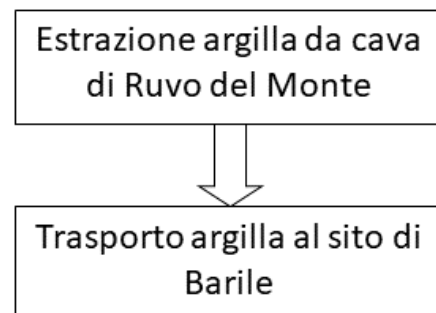 Estrazione argilla da cava
di Ruvo del Monte
Trasporto argilla al sito di
Barile